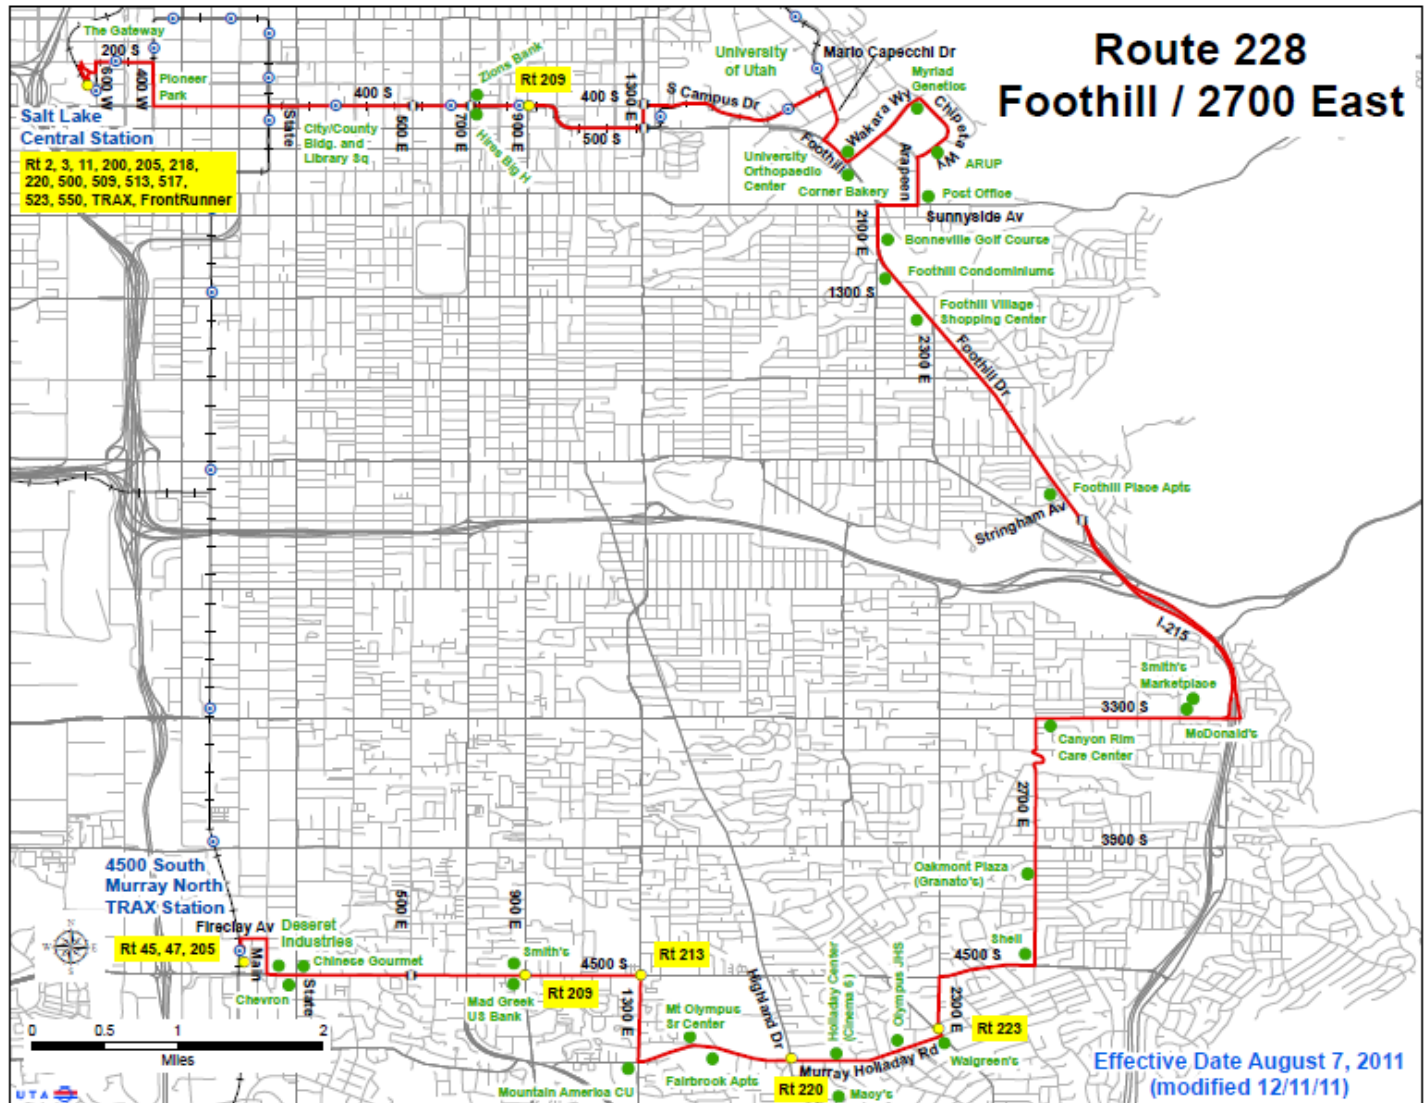 Route 228
Foothill / 2700 East
The Gateway
200 S
600 W
400 W
Pioneer
Park
Salt Lake
Central Station
Rt 2, 3, 11, 200, 205, 218,
220, 500, 509, 513, 517,
523, 550, TRAX, FrontRunner
State
400 S
City/County
Bldg. and
Library Sq
500 E
700 E
Zions Bank
Hires Big H
900 E
Rt 209
400 S
500 S
1300 E
S Campus Dr
University
of Utah
Mario Capecchi Dr
Myriad
Genetics
Wakara Wy
Chipeta Wy
Foothill
Arapeen
ARUP
University
Orthopaedic
Center
Corner Bakery
Post Office
Sunnyside Av
2100 E
Bonneville Golf Course
Foothill Condominiums
1300 S
Foothill Village
Shopping Center
2300 E
Foothill Dr
Foothill Place Apts
Stringham Av
I-215
Smith's
Marketplace
3300 S
McDonald's
Canyon Rim
Care Center
2700 E
3900 S
Oakmont Plaza
(Granato's)
Shell
4500 S
4500 South
Murray North
TRAX Station
Fireclay Av
Rt 45, 47, 205
Main
Deseret
Industries
Chinese Gourmet
Chevron
State
500 E
900 E
Smith's
Mad Greek
US Bank
Rt 209
4500 S
Rt 213
1300 E
Mt Olympus
Sr Center
Mountain America CU
Fairbrook Apts
Highland Dr
Rt 220
Holladay Center
(Cinema 6)
Macy's
Murray Holladay Rd
Olympus JHS
2300 E
Rt 223
Walgreen's
N
W
E
S
0 0.5 1 2
Miles
UTA
Effective Date August 7, 2011
(modified 12/11/11)